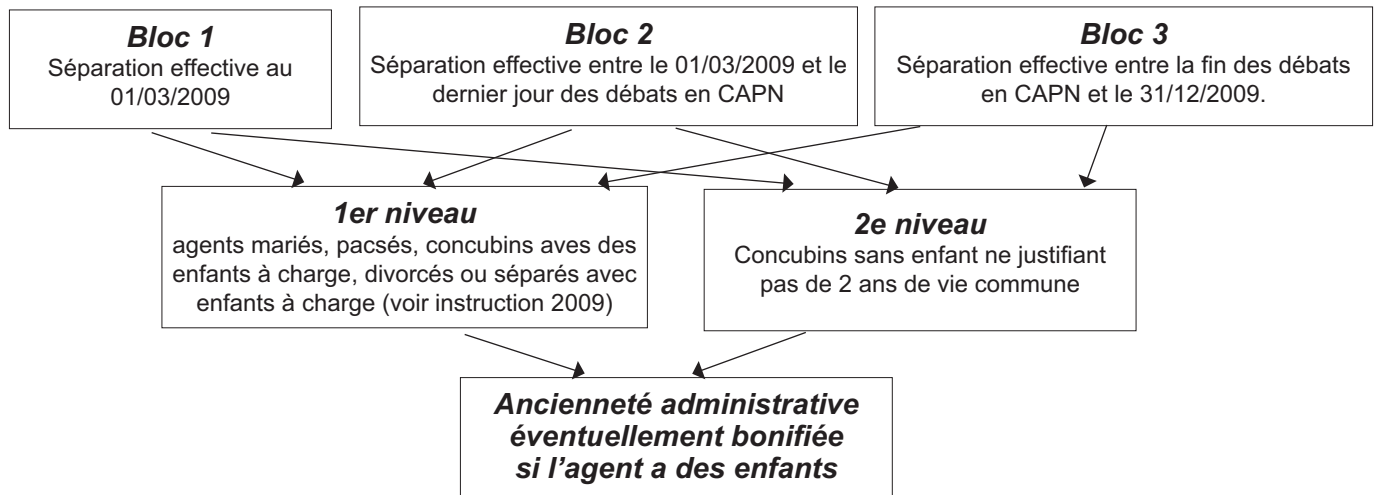 Bloc 1
Séparation effective au
01/03/2009
Bloc 2
Séparation effective entre le 01/03/2009 et le
dernier jour des débats en CAPN
Bloc 3
Séparation effective entre la fin des débats
en CAPN et le 31/12/2009.
1er niveau
agents mariés, pacsés, concubins aves des
enfants à charge, divorcés ou séparés avec
enfants à charge (voir instruction 2009)
2e niveau
Concubins sans enfant ne justifiant
pas de 2 ans de vie commune
Ancienneté administrative
éventuellement bonifiée
si l'agent a des enfants